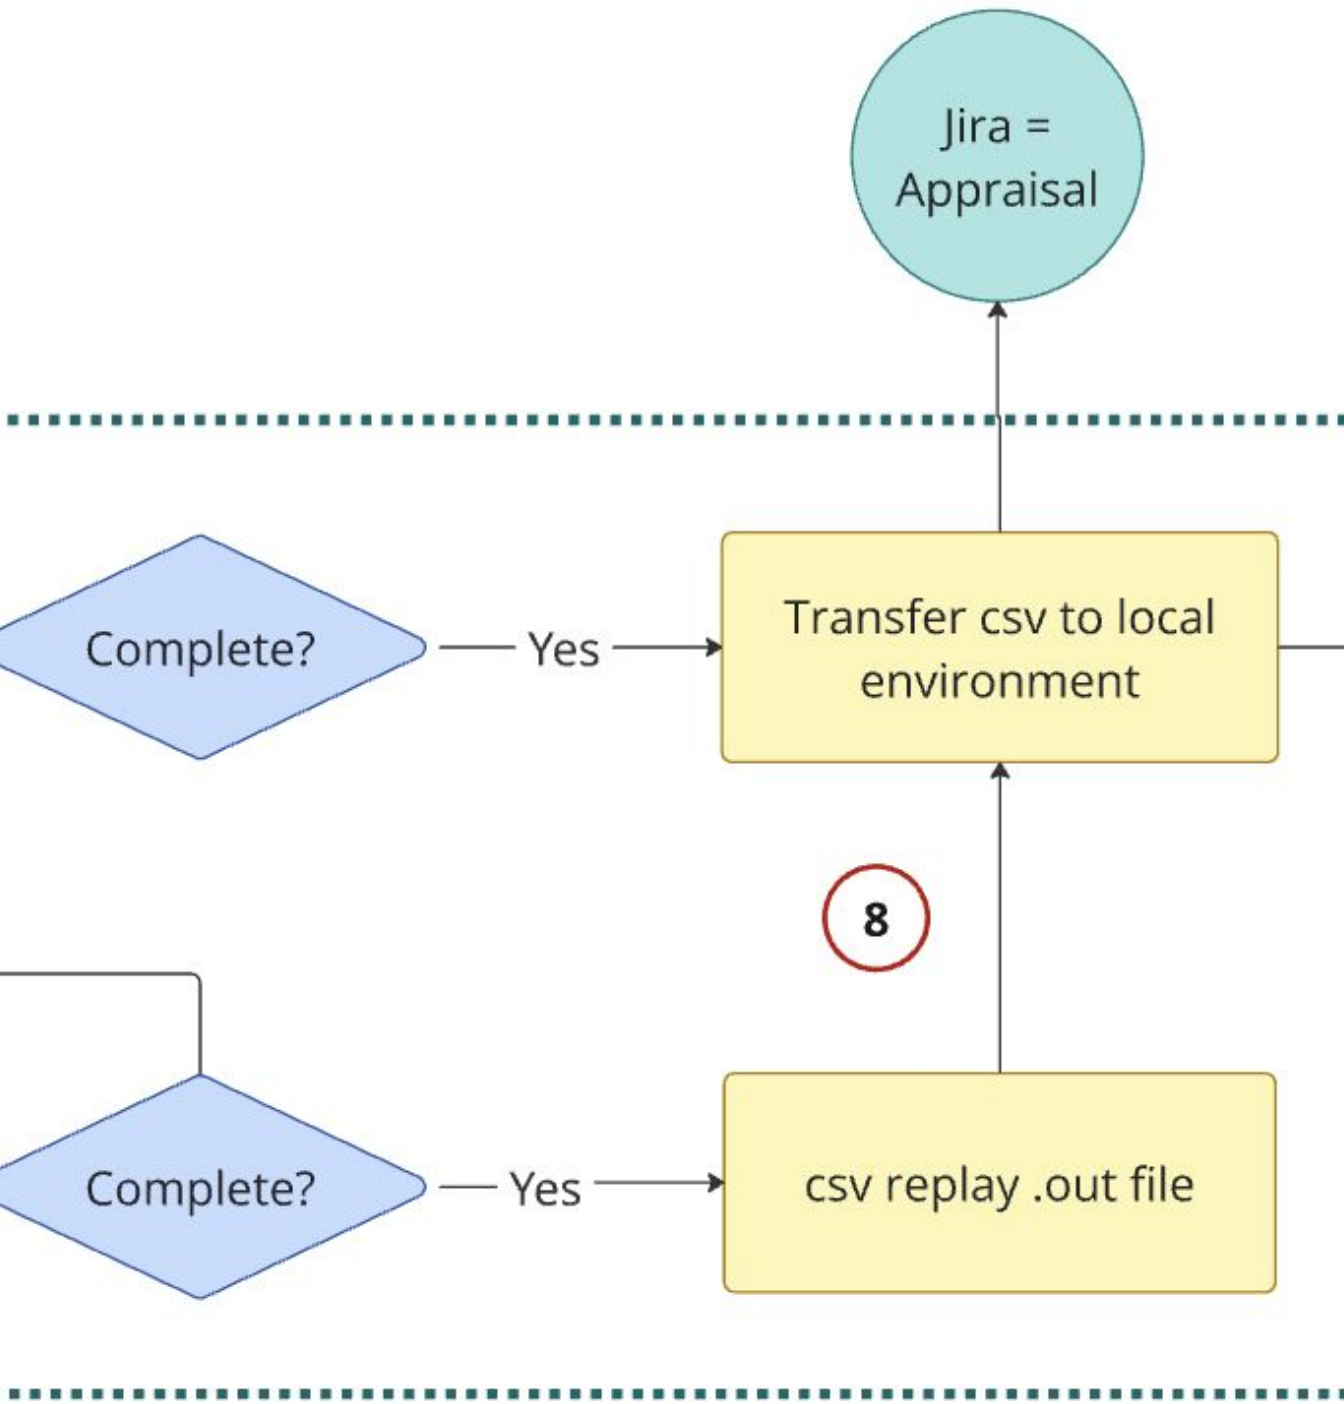 Jira =
Appraisal
Complete?
Yes
Transfer csv to local
environment
8
Complete?
Yes
csv replay .out file